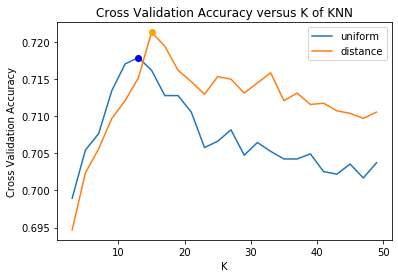 Cross Validation Accuracy versus K of KNN
uniform
distance
Cross Validation Accuracy
0.720
0.715
0.710
0.705
0.700
0.695
10
20
30
40
50
K